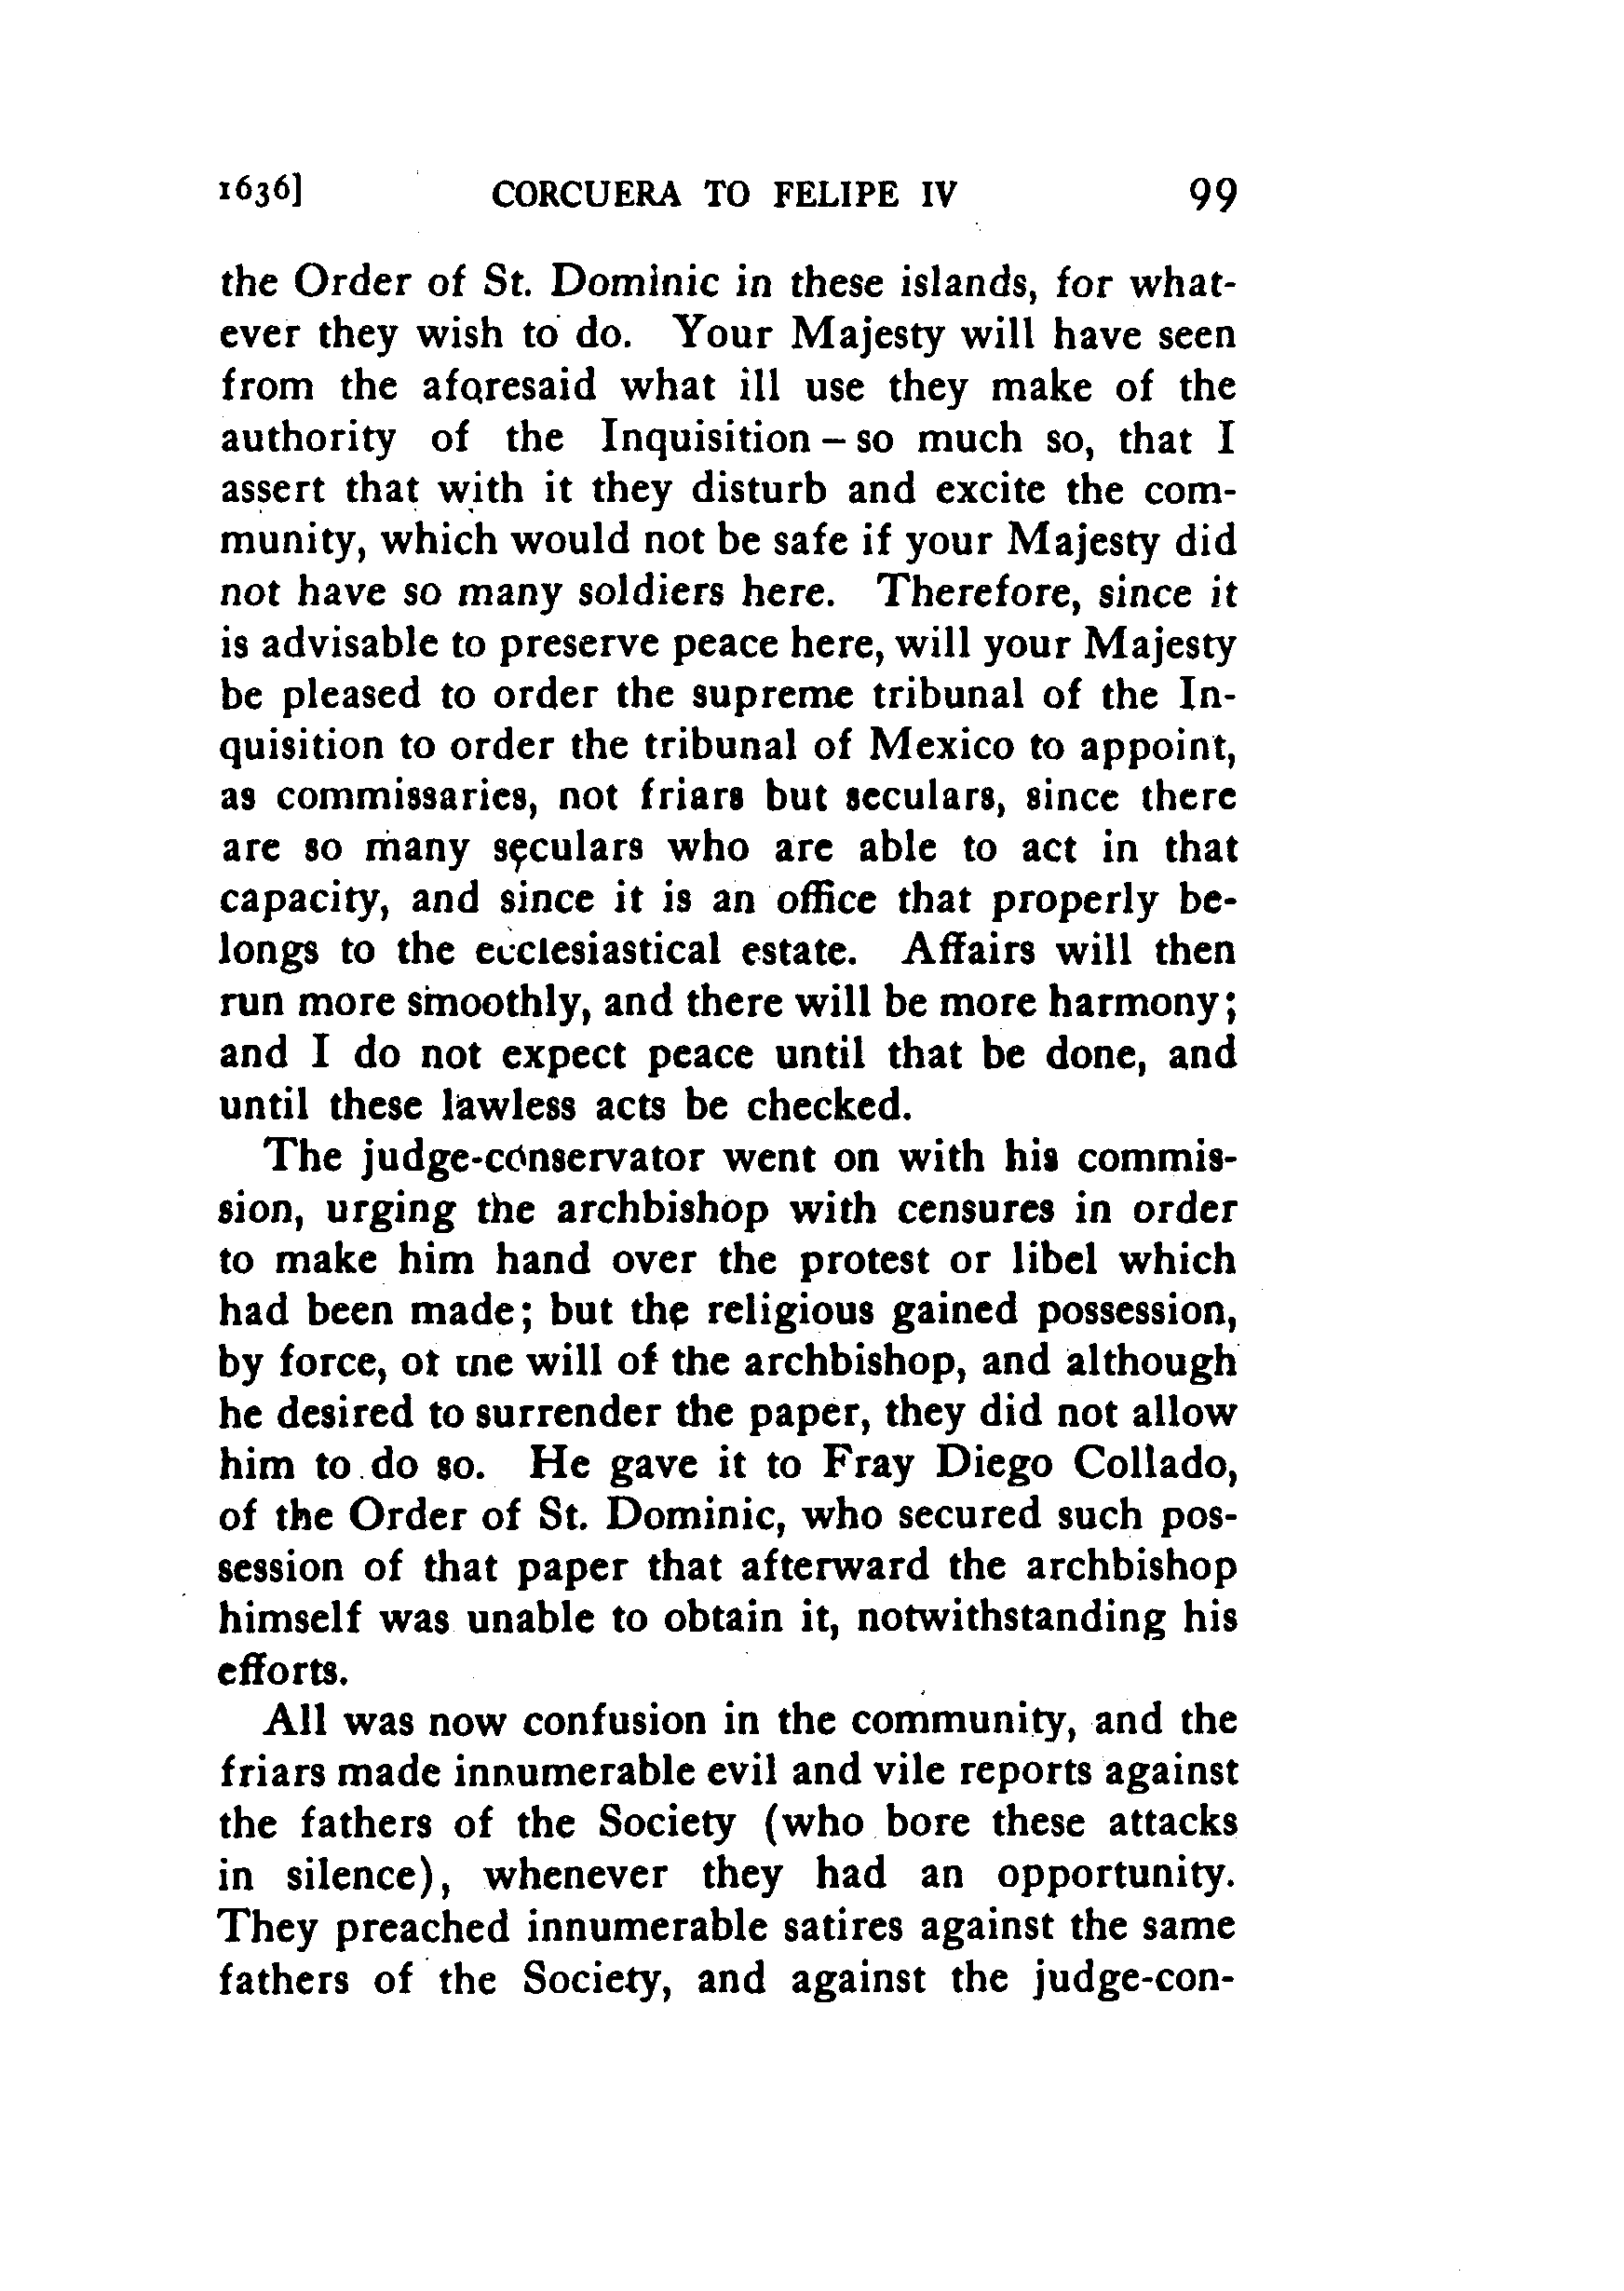 1636] CORCUERA TO FELIPE IV 99
the Order of St. Dominic in these islands, for what-
ever they wish to do. Your Majesty will have seen
from the aforesaid what ill use they make of the
authority of the Inquisition – so much so, that I
assert that with it they disturb and excite the com-
munity, which would not be safe if your Majesty did
not have so many soldiers here. Therefore, since it
is advisable to preserve peace here, will your Majesty
be pleased to order the supreme tribunal of the In-
quisition to order the tribunal of Mexico to appoint,
as commissaries, not friars but seculars, since there
are so many seculars who are able to act in that
capacity, and since it is an office that properly be-
longs to the ecclesiastical estate. Affairs will then
run more smoothly, and there will be more harmony;
and I do not expect peace until that be done, and
until these lawless acts be checked.
The judge-conservator went on with his commis-
sion, urging the archbishop with censures in order
to make him hand over the protest or libel which
had been made; but the religious gained possession,
by force, of the will of the archbishop, and although
he desired to surrender the paper, they did not allow
him to do so. He gave it to Fray Diego Collado,
of the Order of St. Dominic, who secured such pos-
session of that paper that afterward the archbishop
himself was unable to obtain it, notwithstanding his
efforts.
All was now confusion in the community, and the
friars made innumerable evil and vile reports against
the fathers of the Society (who bore these attacks
in silence), whenever they had an opportunity.
They preached innumerable satires against the same
fathers of the Society, and against the judge-con-